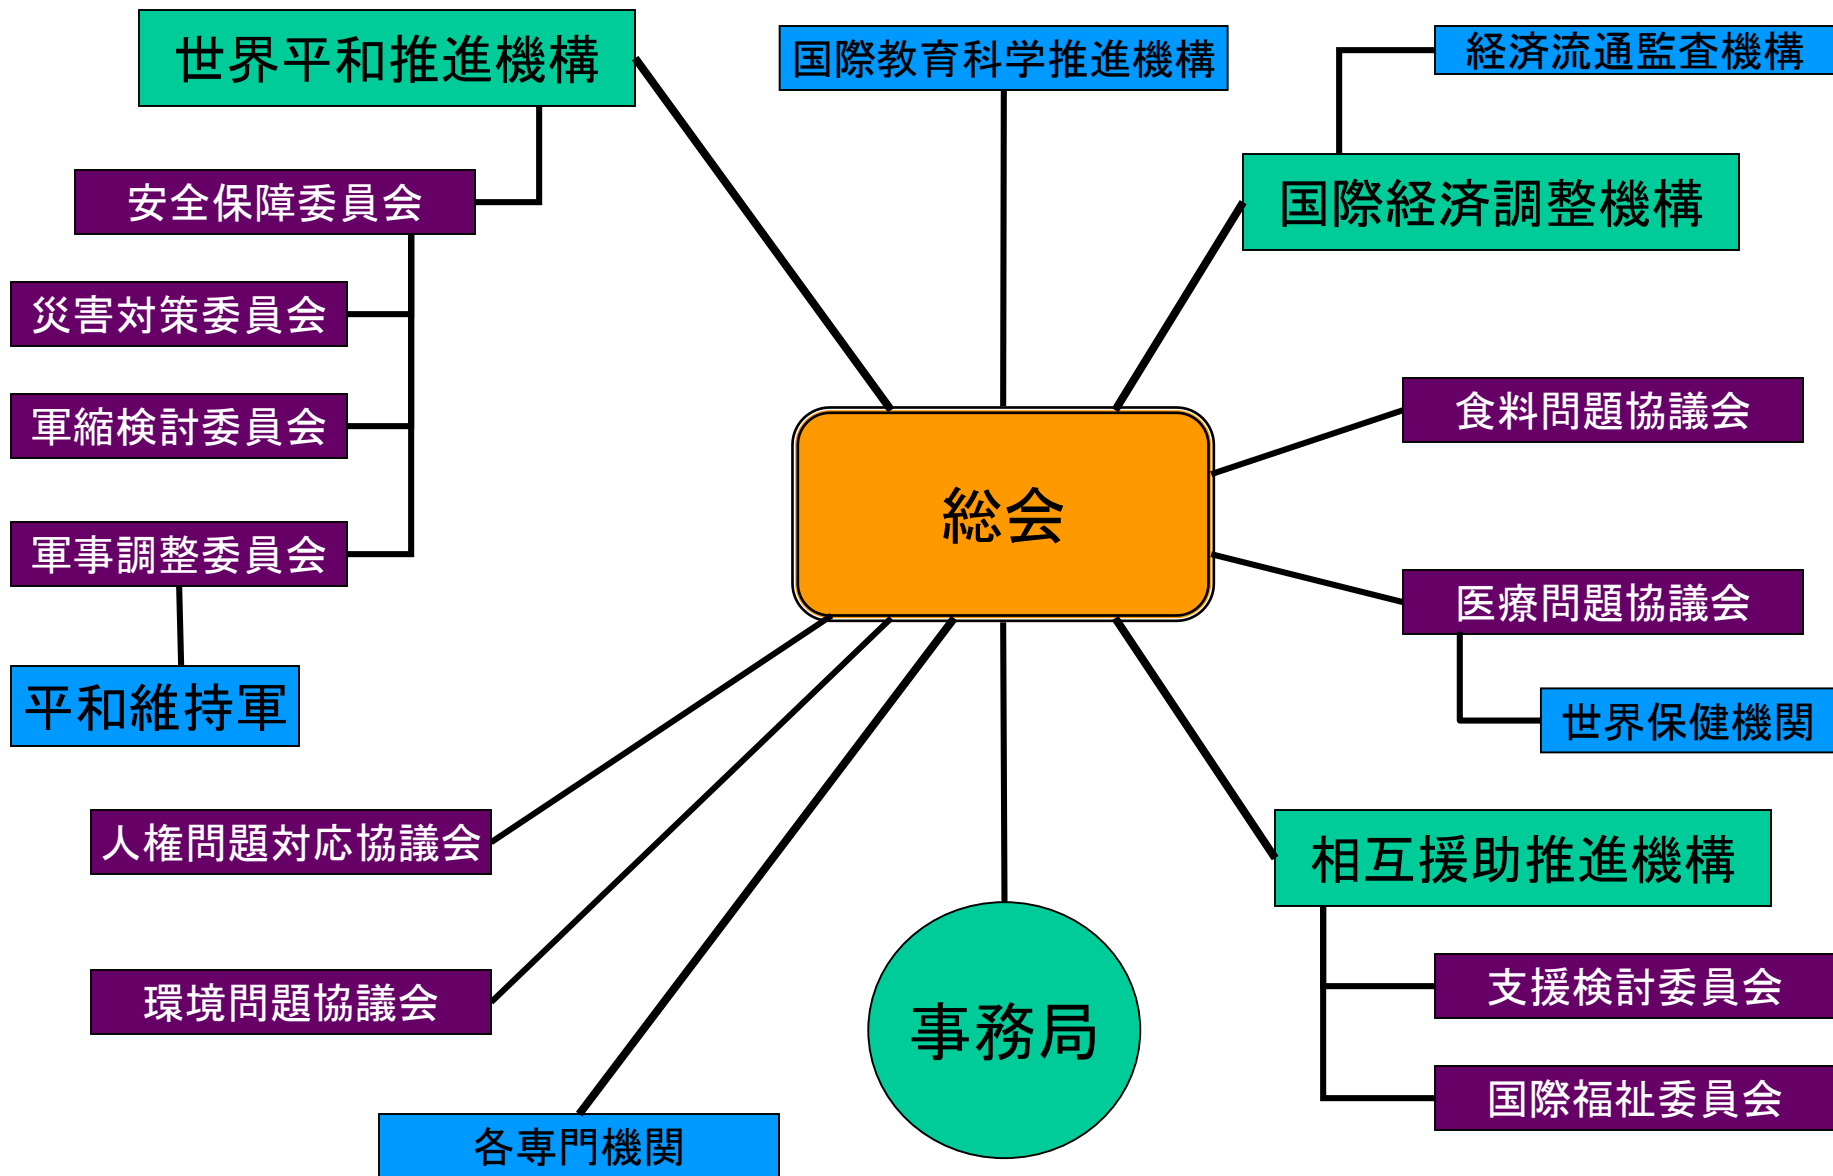 世界平和推進機構
国際教育科学推進機構
経済流通監査機構
安全保障委員会
国際経済調整機構
災害対策委員会
軍縮検討委員会
食料問題協議会
総会
軍事調整委員会
医療問題協議会
平和維持軍
世界保健機関
人権問題対応協議会
相互援助推進機構
環境問題協議会
支援検討委員会
事務局
国際福祉委員会
各専門機関